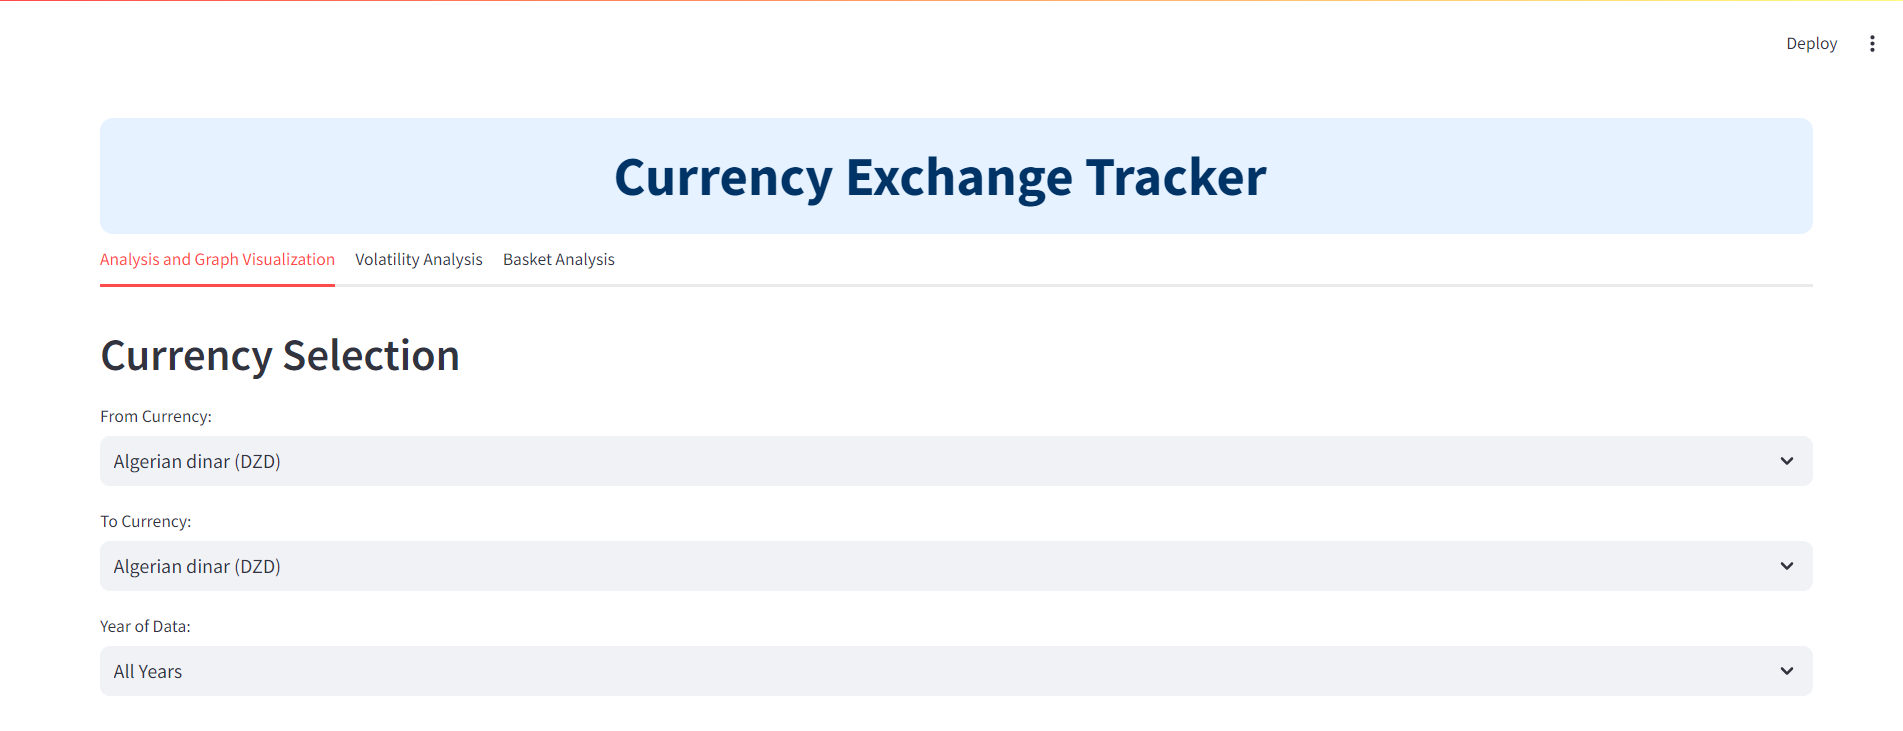 Deploy
Currency Exchange Tracker
Analysis and Graph Visualization Volatility Analysis Basket Analysis
Currency Selection
From Currency:
Algerian dinar (DZD)
To Currency:
Algerian dinar (DZD)
Year of Data:
All Years